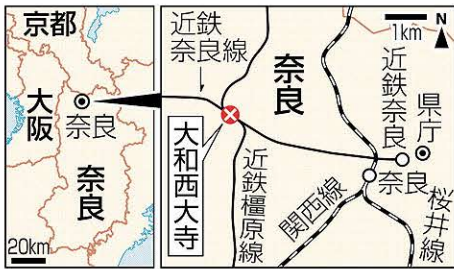 京都
大阪
奈良
奈良
20km
近鉄
奈良線
奈良
1km
N
近鉄奈良
県庁
大和西大寺
近鉄橿原線
関西線
奈良
桜井線